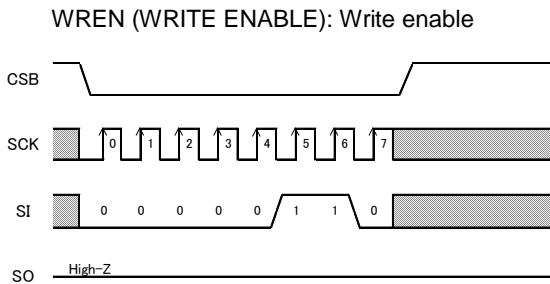 WREN (WRITE ENABLE): Write enable
CSB
SCK 0 1 2 3 4 5 6 7
SI 0 0 0 0 0 1 1 0
SO High-Z